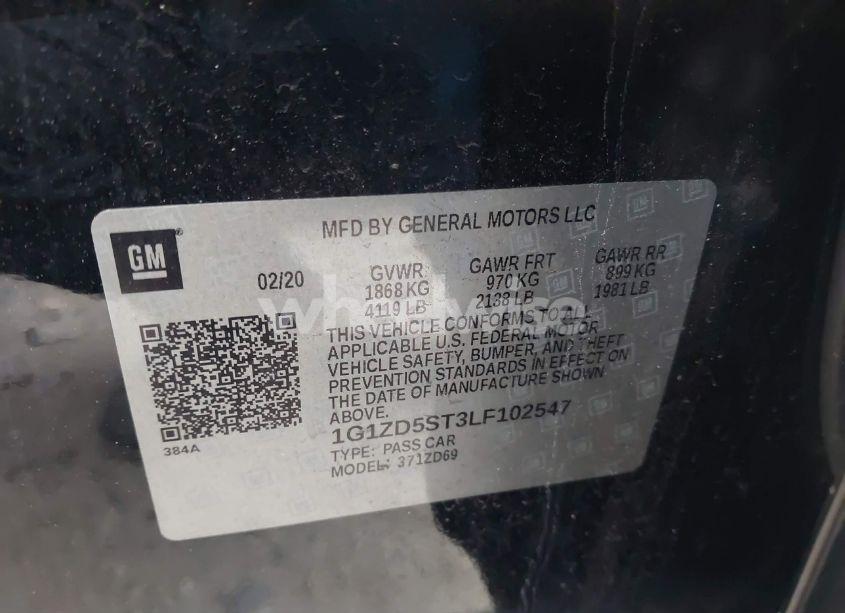 MFD BY GENERAL MOTORS LLC
GM
02/20
GVWR
1868 KG
4119 LB
GAWR FRT
970 KG
2138 LB
GAWR RR
899 KG
1981 LB
THIS VEHICLE CONFORMS TO ALL
APPLICABLE U.S. FEDERAL MOTOR
VEHICLE SAFETY, BUMPER, AND THEFT
PREVENTION STANDARDS IN EFFECT ON
THE DATE OF MANUFACTURE SHOWN
ABOVE.
1G1ZD5ST3LF102547
TYPE: PASS CAR
MODEL: 371ZD69
384A